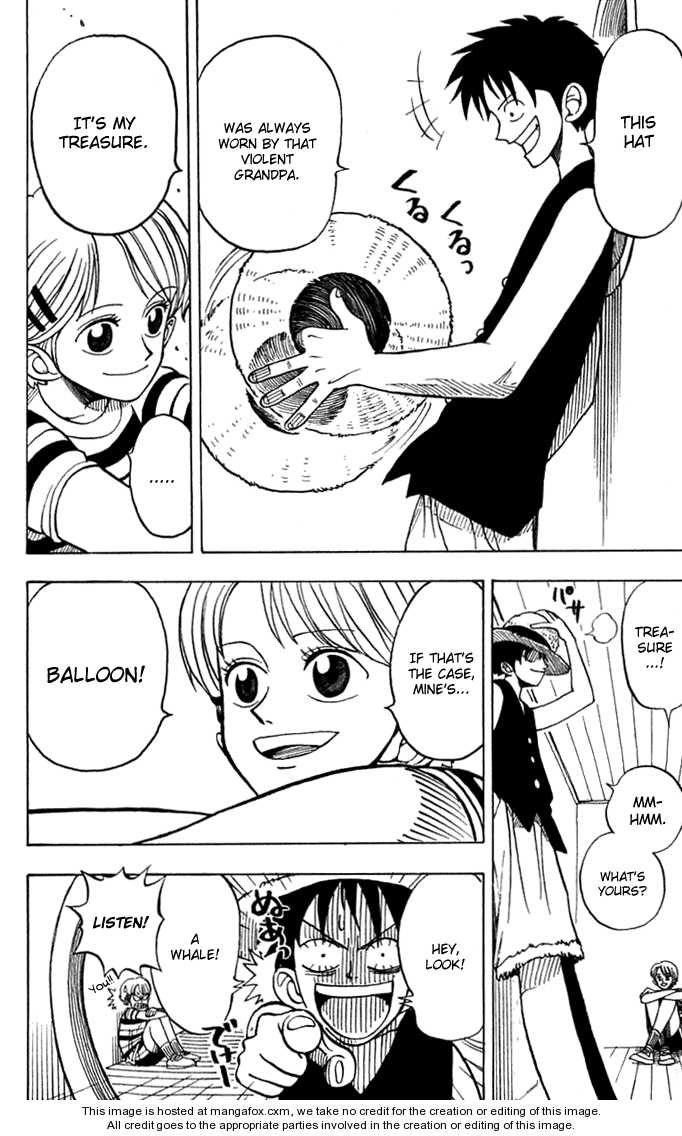 THIS
HAT
WAS ALWAYS
WORN BY THAT
VIOLENT
GRANDPA.
くる
くるっ
IT'S MY
TREASURE.
.....
パサ
TREA-
SURE
...!
MM-
HMM.
WHAT'S
YOURS?
IF THAT'S
THE CASE,
MINE'S...
BALLOON!
HEY,
LOOK!
ぬあっ
A
WHALE!
でけー
LISTEN!
You!!
This image is hosted at mangafox.cxm, we take no credit for the creation or editing of this image.
All credit goes to the appropriate parties involved in the creation or editing of this image.